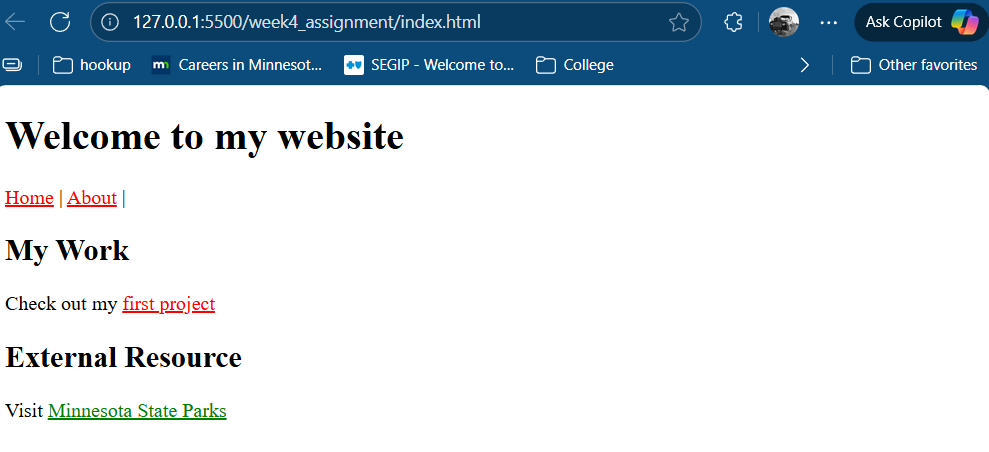 127.0.0.1:5500/week4_assignment/index.html Ask Copilot
hookup mn Careers in Minnesot... SEGIP - Welcome to... College Other favorites
Welcome to my website
Home | About |
My Work
Check out my first project
External Resource
Visit Minnesota State Parks